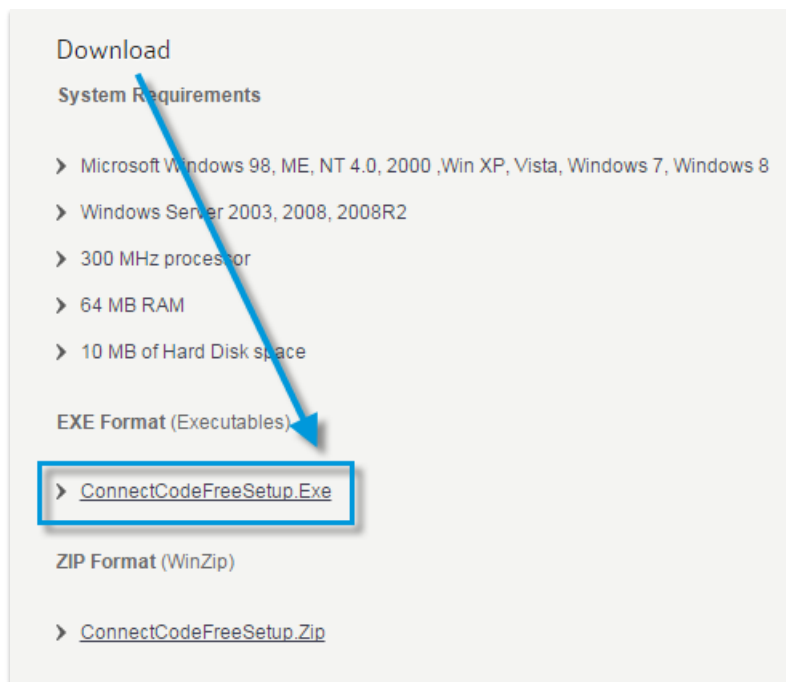 Download
System Requirements
Microsoft Windows 98, ME, NT 4.0, 2000 ,Win XP, Vista, Windows 7, Windows 8
Windows Server 2003, 2008, 2008R2
300 MHz processor
64 MB RAM
10 MB of Hard Disk space
EXE Format (Executables)
ConnectCodeFreeSetup.Exe
ZIP Format (WinZip)
ConnectCodeFreeSetup.Zip